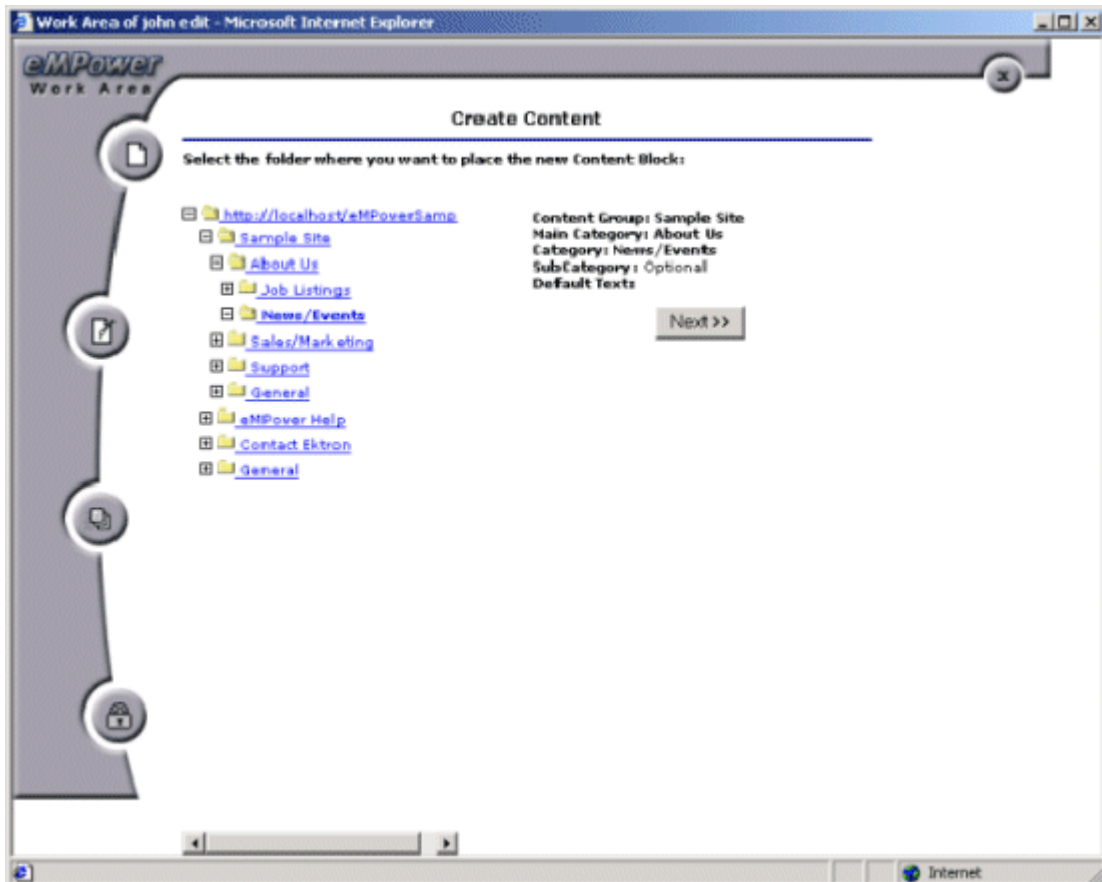 Work Area of john edit - Microsoft Internet Explorer
eMPower
Work Area
Create Content
Select the folder where you want to place the new Content Block:
http://localhost/eMPowerSamp
Sample Site
About Us
Job Listings
News/Events
Sales/Marketing
Support
General
eMPower Help
Contact Ektron
General
Content Group: Sample Site
Main Category: About Us
Category: News/Events
SubCategory: Optional
Default Text:
Next >>
Internet